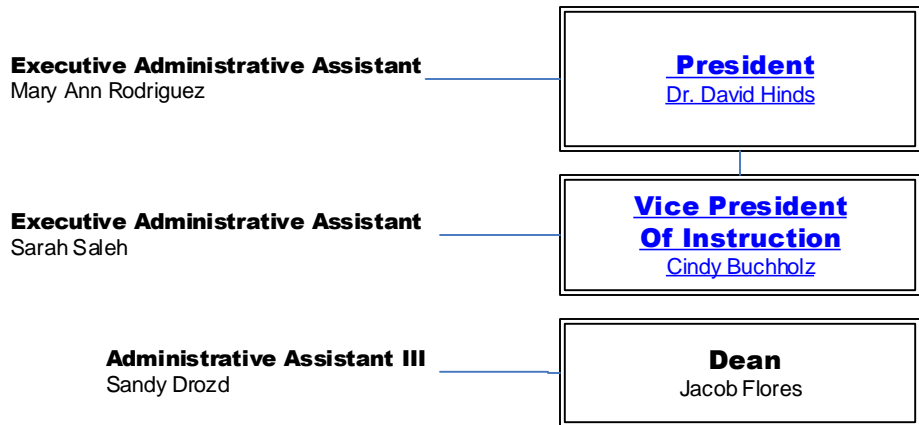 Executive Administrative Assistant
Mary Ann Rodriguez
President
Dr. David Hinds
Executive Administrative Assistant
Sarah Saleh
Vice President
Of Instruction
Cindy Buchholz
Administrative Assistant III
Sandy Drozd
Dean
Jacob Flores